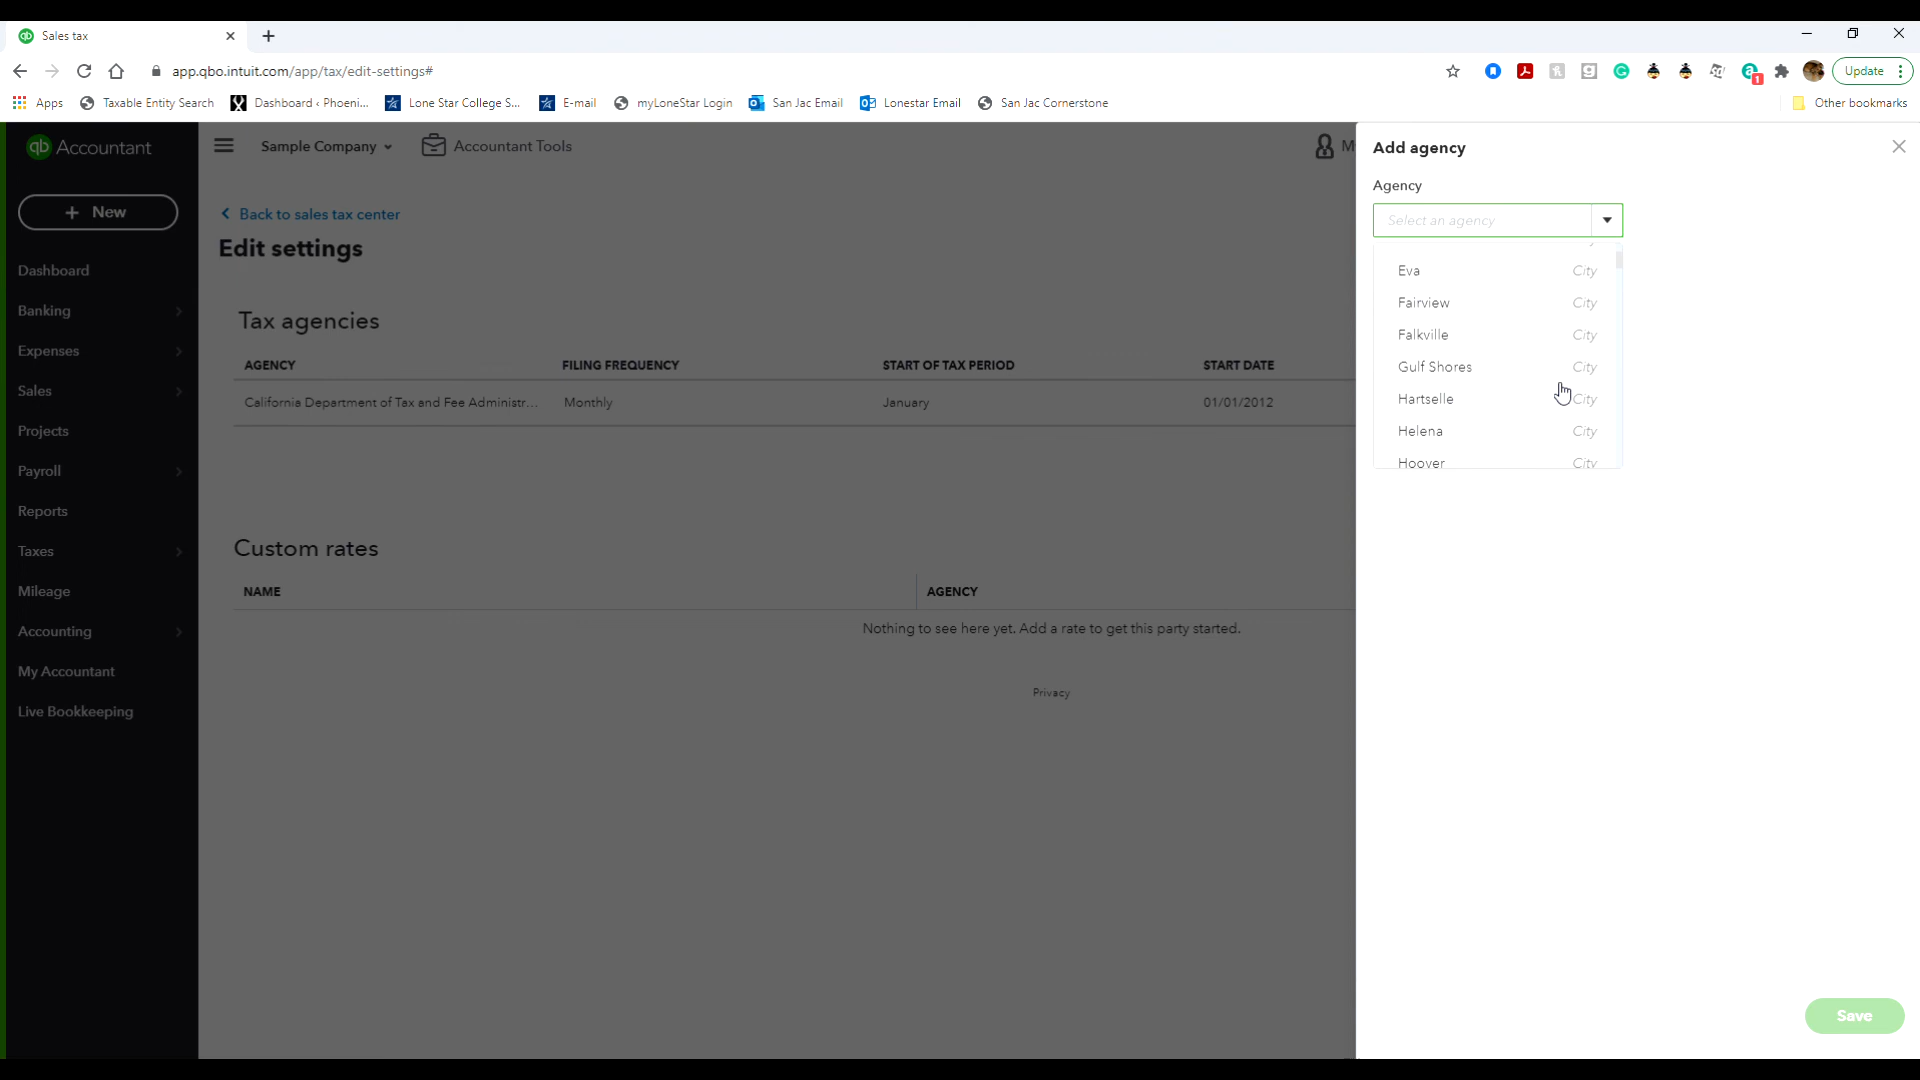 Sales tax
app.qbo.intuit.com/app/tax/edit-settings#
Update
Apps
Taxable Entity Search
Dashboard ‹ Phoeni...
Lone Star College S...
E-mail
myLoneStar Login
San Jac Email
Lonestar Email
San Jac Cornerstone
Other bookmarks
qb Accountant
Sample Company
Accountant Tools
Add agency
+ New
Dashboard
Banking
Expenses
Sales
Projects
Payroll
Reports
Taxes
Mileage
Accounting
My Accountant
Live Bookkeeping
Back to sales tax center
Edit settings
Tax agencies
AGENCY FILING FREQUENCY START OF TAX PERIOD START DATE
California Department of Tax and Fee Administr... Monthly January 01/01/2012
Custom rates
NAME AGENCY
Nothing to see here yet. Add a rate to get this party started.
Privacy
Agency
Select an agency
Eva City
Fairview City
Falkville City
Gulf Shores City
Hartselle City
Helena City
Hoover City
Save